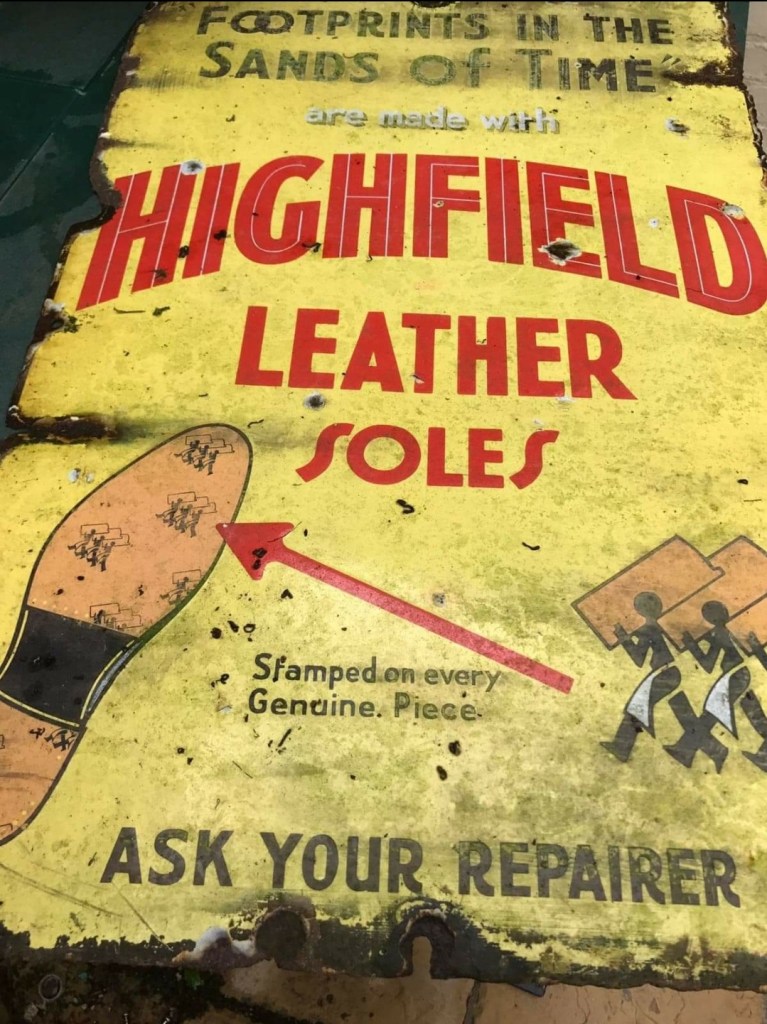 FOOTPRINTS IN THE
SANDS OF TIME"
are made with
HIGHFIELD
LEATHER
SOLES
Stamped on every
Genuine. Piece
ASK YOUR REPAIRER